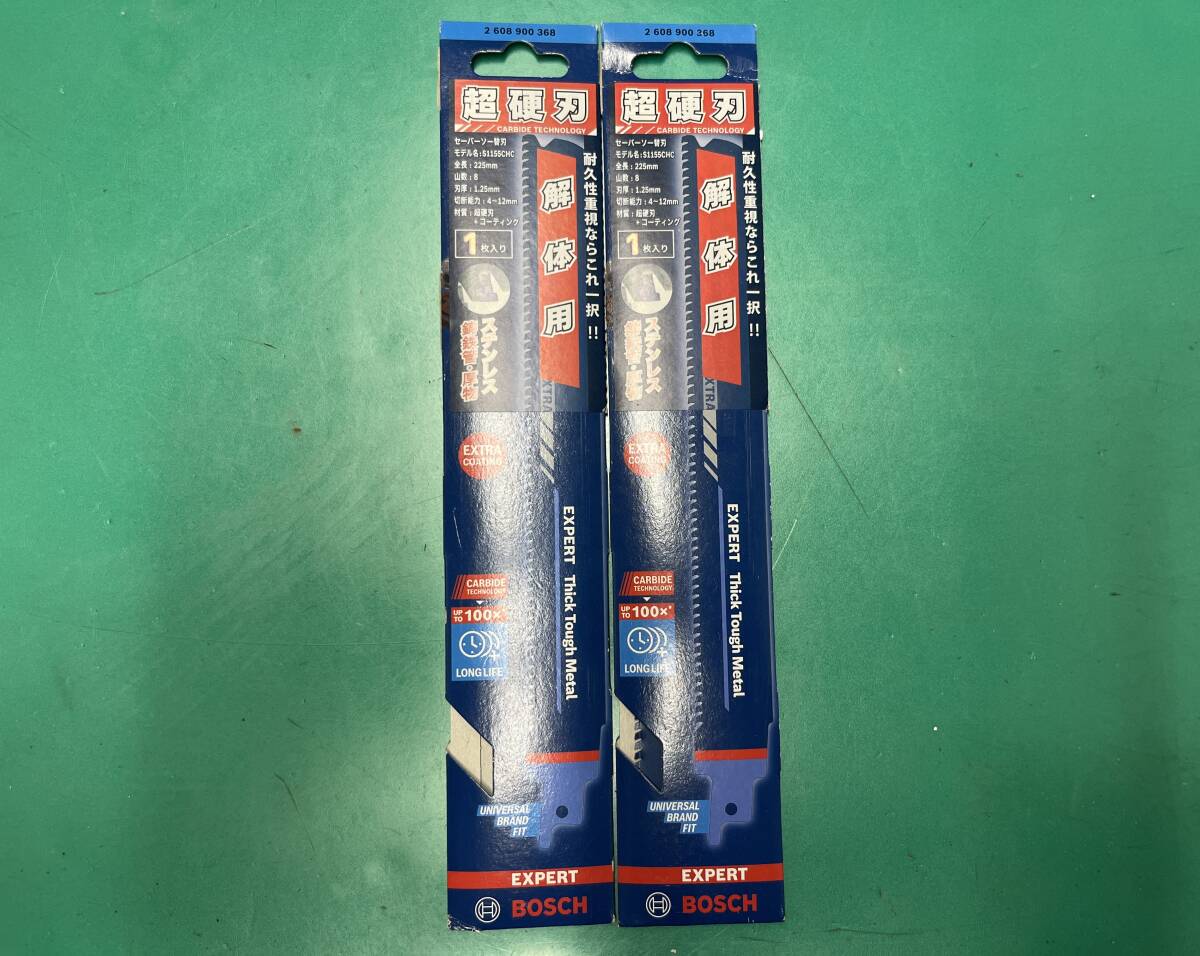 2 608 900 368
超硬刃
CARBIDE TECHNOLOGY
セーバーソー替刃
モデル名:S1155CHC
全長:225mm
山数:8
刃厚:1.25mm
切断能力:4~12mm
材質:超硬刃
+コーティング
1枚入り
解体用
耐久性重視ならこれ一択!!
ステンレス
鋳鉄管・厚物
EXTRA
COATING
EXPERT Thick Tough Metal
CARBIDE
TECHNOLOGY
UP TO 100×*
LONG LIFE
UNIVERSAL
BRAND
FIT
EXPERT
BOSCH
2 608 900 368
超硬刃
CARBIDE TECHNOLOGY
セーバーソー替刃
モデル名:S1155CHC
全長:225mm
山数:8
刃厚:1.25mm
切断能力:4~12mm
材質:超硬刃
+コーティング
1枚入り
解体用
耐久性重視ならこれ一択!!
ステンレス
鋳鉄管・厚物
XTRA
EXTRA
COATING
EXPERT Thick Tough Metal
CARBIDE
TECHNOLOGY
UP TO 100×*
LONG LIFE
UNIVERSAL
BRAND
FIT
EXPERT
BOSCH